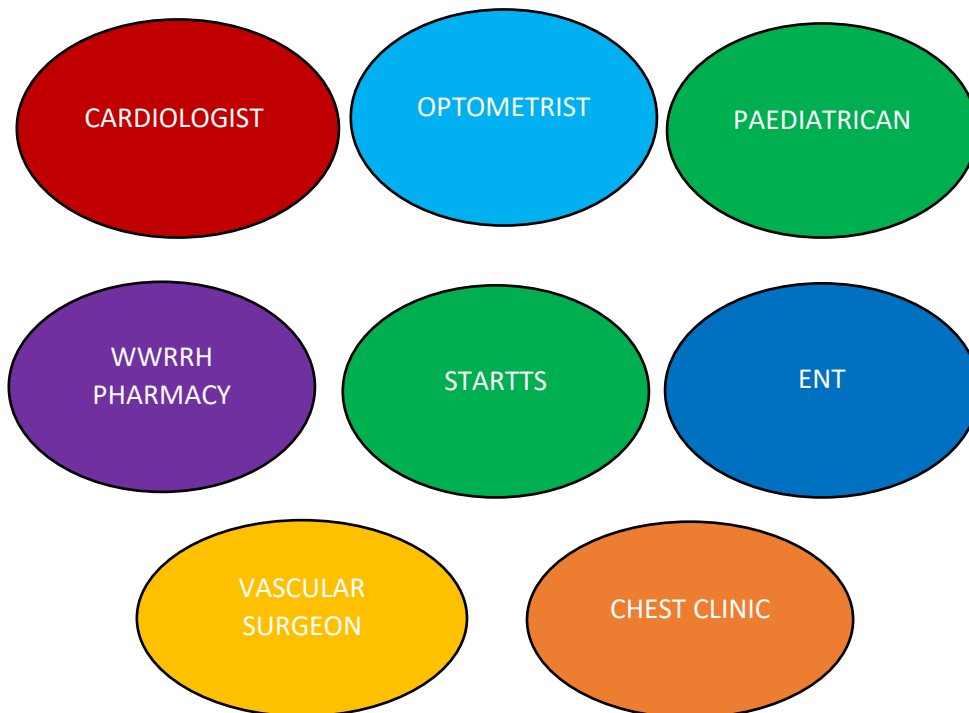 CARDIOLOGIST
OPTOMETRIST
PAEDIATRICAN
WWRRH
PHARMACY
STARTTS
ENT
VASCULAR
SURGEON
CHEST CLINIC